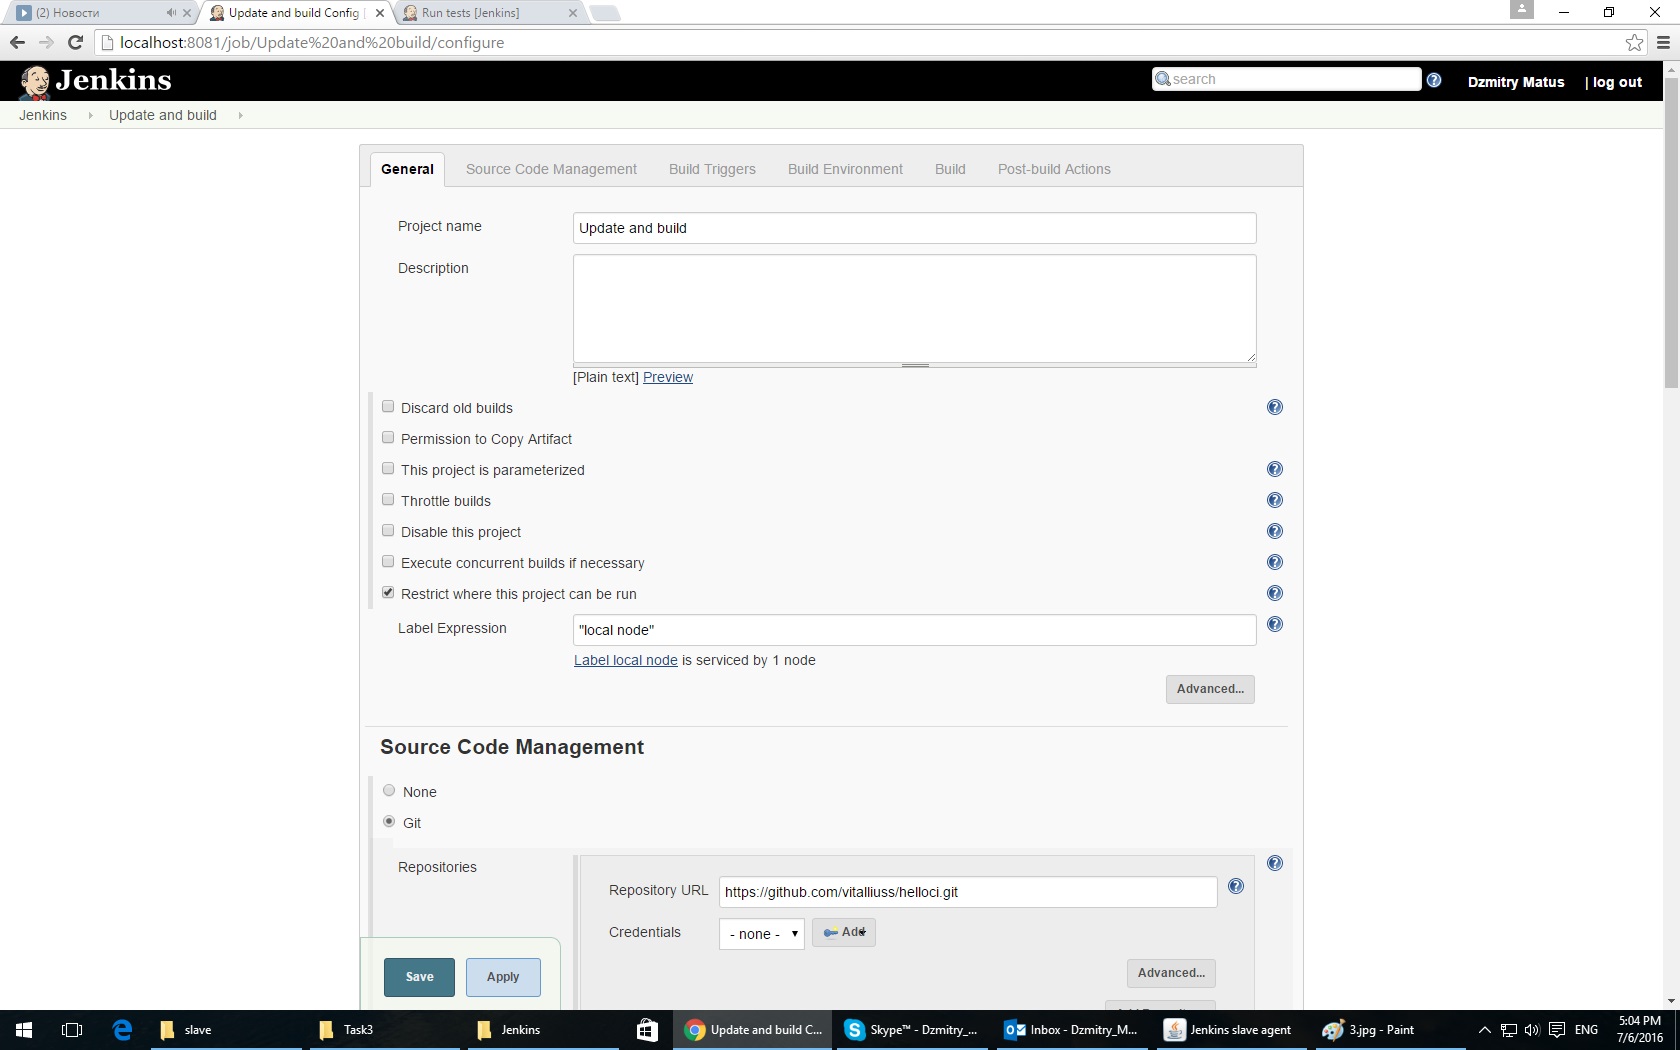 (2) Новости
Update and build Config
Run tests [Jenkins]
localhost:8081/job/Update%20and%20build/configure
Jenkins
search
Dzmitry Matus
| log out
Jenkins
Update and build
General
Source Code Management
Build Triggers
Build Environment
Build
Post-build Actions
Project name
Update and build
Description
[Plain text] Preview
Discard old builds
Permission to Copy Artifact
This project is parameterized
Throttle builds
Disable this project
Execute concurrent builds if necessary
Restrict where this project can be run
Label Expression
"local node"
Label local node is serviced by 1 node
Advanced...
Source Code Management
None
Git
Repositories
Repository URL
https://github.com/vitalliuss/helloci.git
Credentials
- none -
Add
Advanced...
Save
Apply
slave
Task3
Jenkins
Update and build C...
Skype™ - Dzmitry_...
Inbox - Dzmitry_M...
Jenkins slave agent
3.jpg - Paint
ENG
5:04 PM
7/6/2016